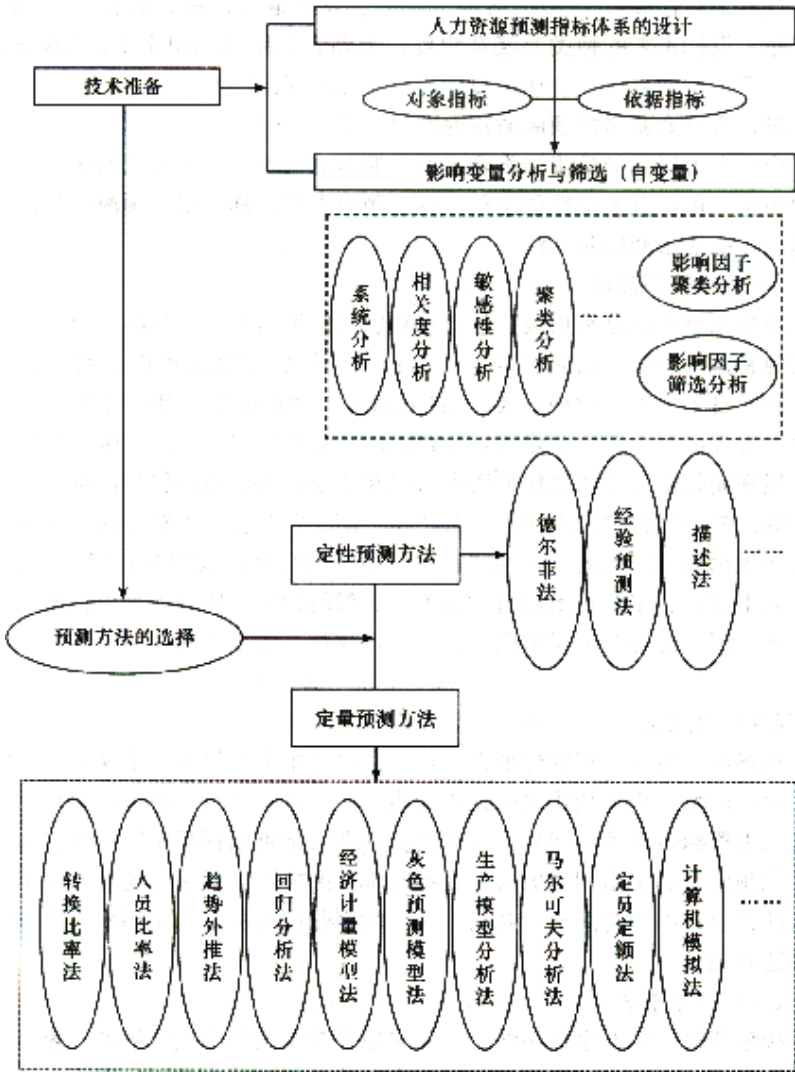 人力资源预测指标体系的设计
技术准备
对象指标
依据指标
影响变量分析与筛选（自变量）
系统分析
相关度分析
敏感性分析
聚类分析
……
影响因子
聚类分析
影响因子
筛选分析
定性预测方法
德尔菲法
经验预测法
描述法
……
预测方法的选择
定量预测方法
转换比率法
人员比率法
趋势外推法
回归分析法
经济计量模型法
灰色预测模型法
生产模型分析法
马尔可夫分析法
定员定额法
计算机模拟法
……